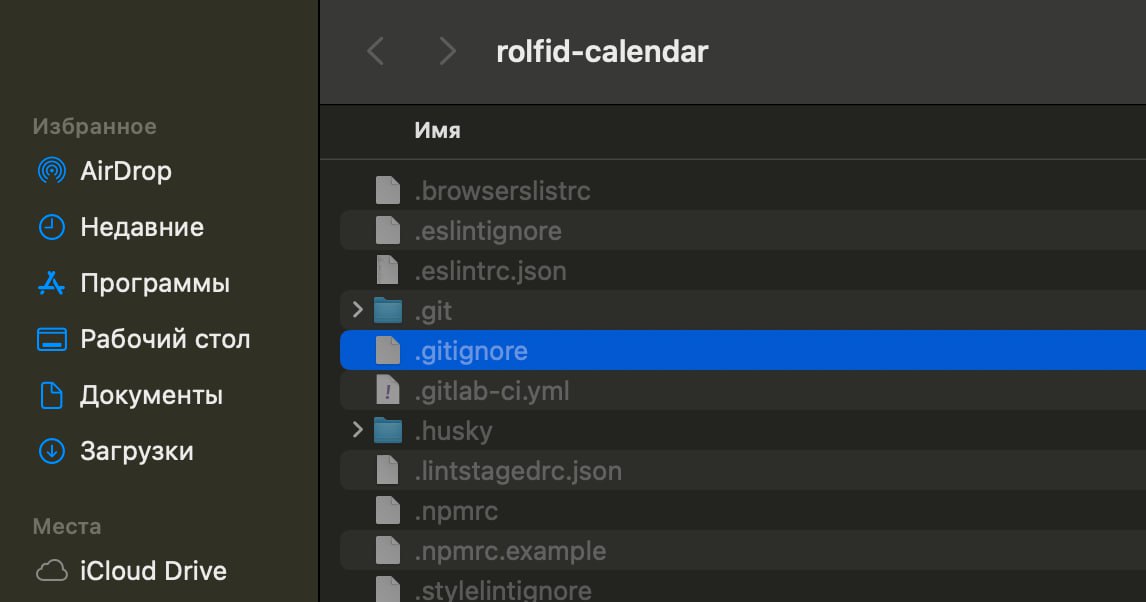 rolfid-calendar
Избранное
AirDrop
Недавние
Программы
Рабочий стол
Документы
Загрузки
Места
iCloud Drive
Имя
.browserslistrc
.eslintignore
.eslintrc.json
.git
.gitignore
.gitlab-ci.yml
.husky
.lintstagedrc.json
.npmrc
.npmrc.example
.stylelintignore